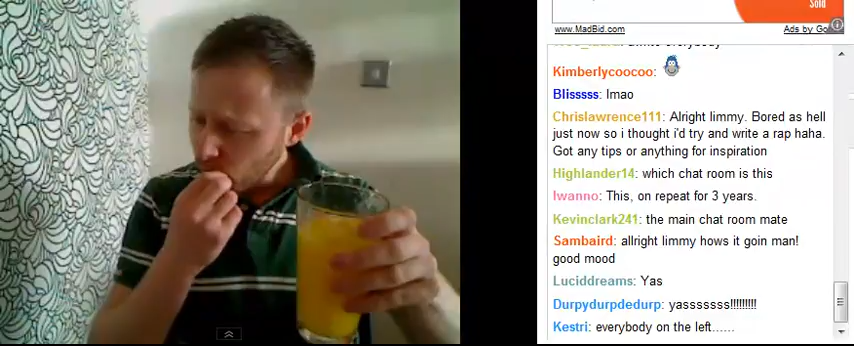 Sold
www.MadBid.com
Ads by Goo
everybody
Kimberlycoocoo:
Blisssss: lmao
Chrislawrence111: Alright limmy. Bored as hell
just now so i thought i'd try and write a rap haha.
Got any tips or anything for inspiration
Highlander14: which chat room is this
Iwanno: This, on repeat for 3 years.
Kevinclark241: the main chat room mate
Sambaird: allright limmy hows it goin man!
good mood
Luciddreams: Yas
Durpydurpdedurp: yasssssss!!!!!!!!!
Kestri: everybody on the left......